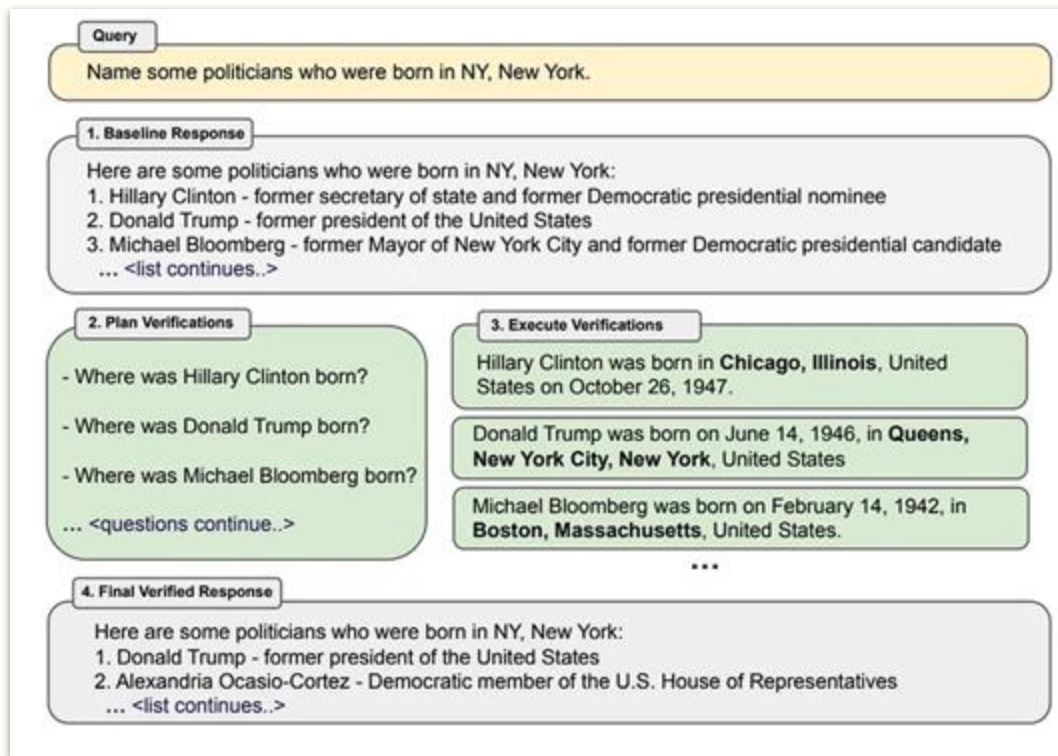 Query
Name some politicians who were born in NY, New York.
1. Baseline Response
Here are some politicians who were born in NY, New York:
1. Hillary Clinton - former secretary of state and former Democratic presidential nominee
2. Donald Trump - former president of the United States
3. Michael Bloomberg - former Mayor of New York City and former Democratic presidential candidate
... <list continues..>
2. Plan Verifications
- Where was Hillary Clinton born?
- Where was Donald Trump born?
- Where was Michael Bloomberg born?
... <questions continue..>
3. Execute Verifications
Hillary Clinton was born in Chicago, Illinois, United
States on October 26, 1947.
Donald Trump was born on June 14, 1946, in Queens,
New York City, New York, United States
Michael Bloomberg was born on February 14, 1942, in
Boston, Massachusetts, United States.
...
4. Final Verified Response
Here are some politicians who were born in NY, New York:
1. Donald Trump - former president of the United States
2. Alexandria Ocasio-Cortez - Democratic member of the U.S. House of Representatives
... <list continues..>